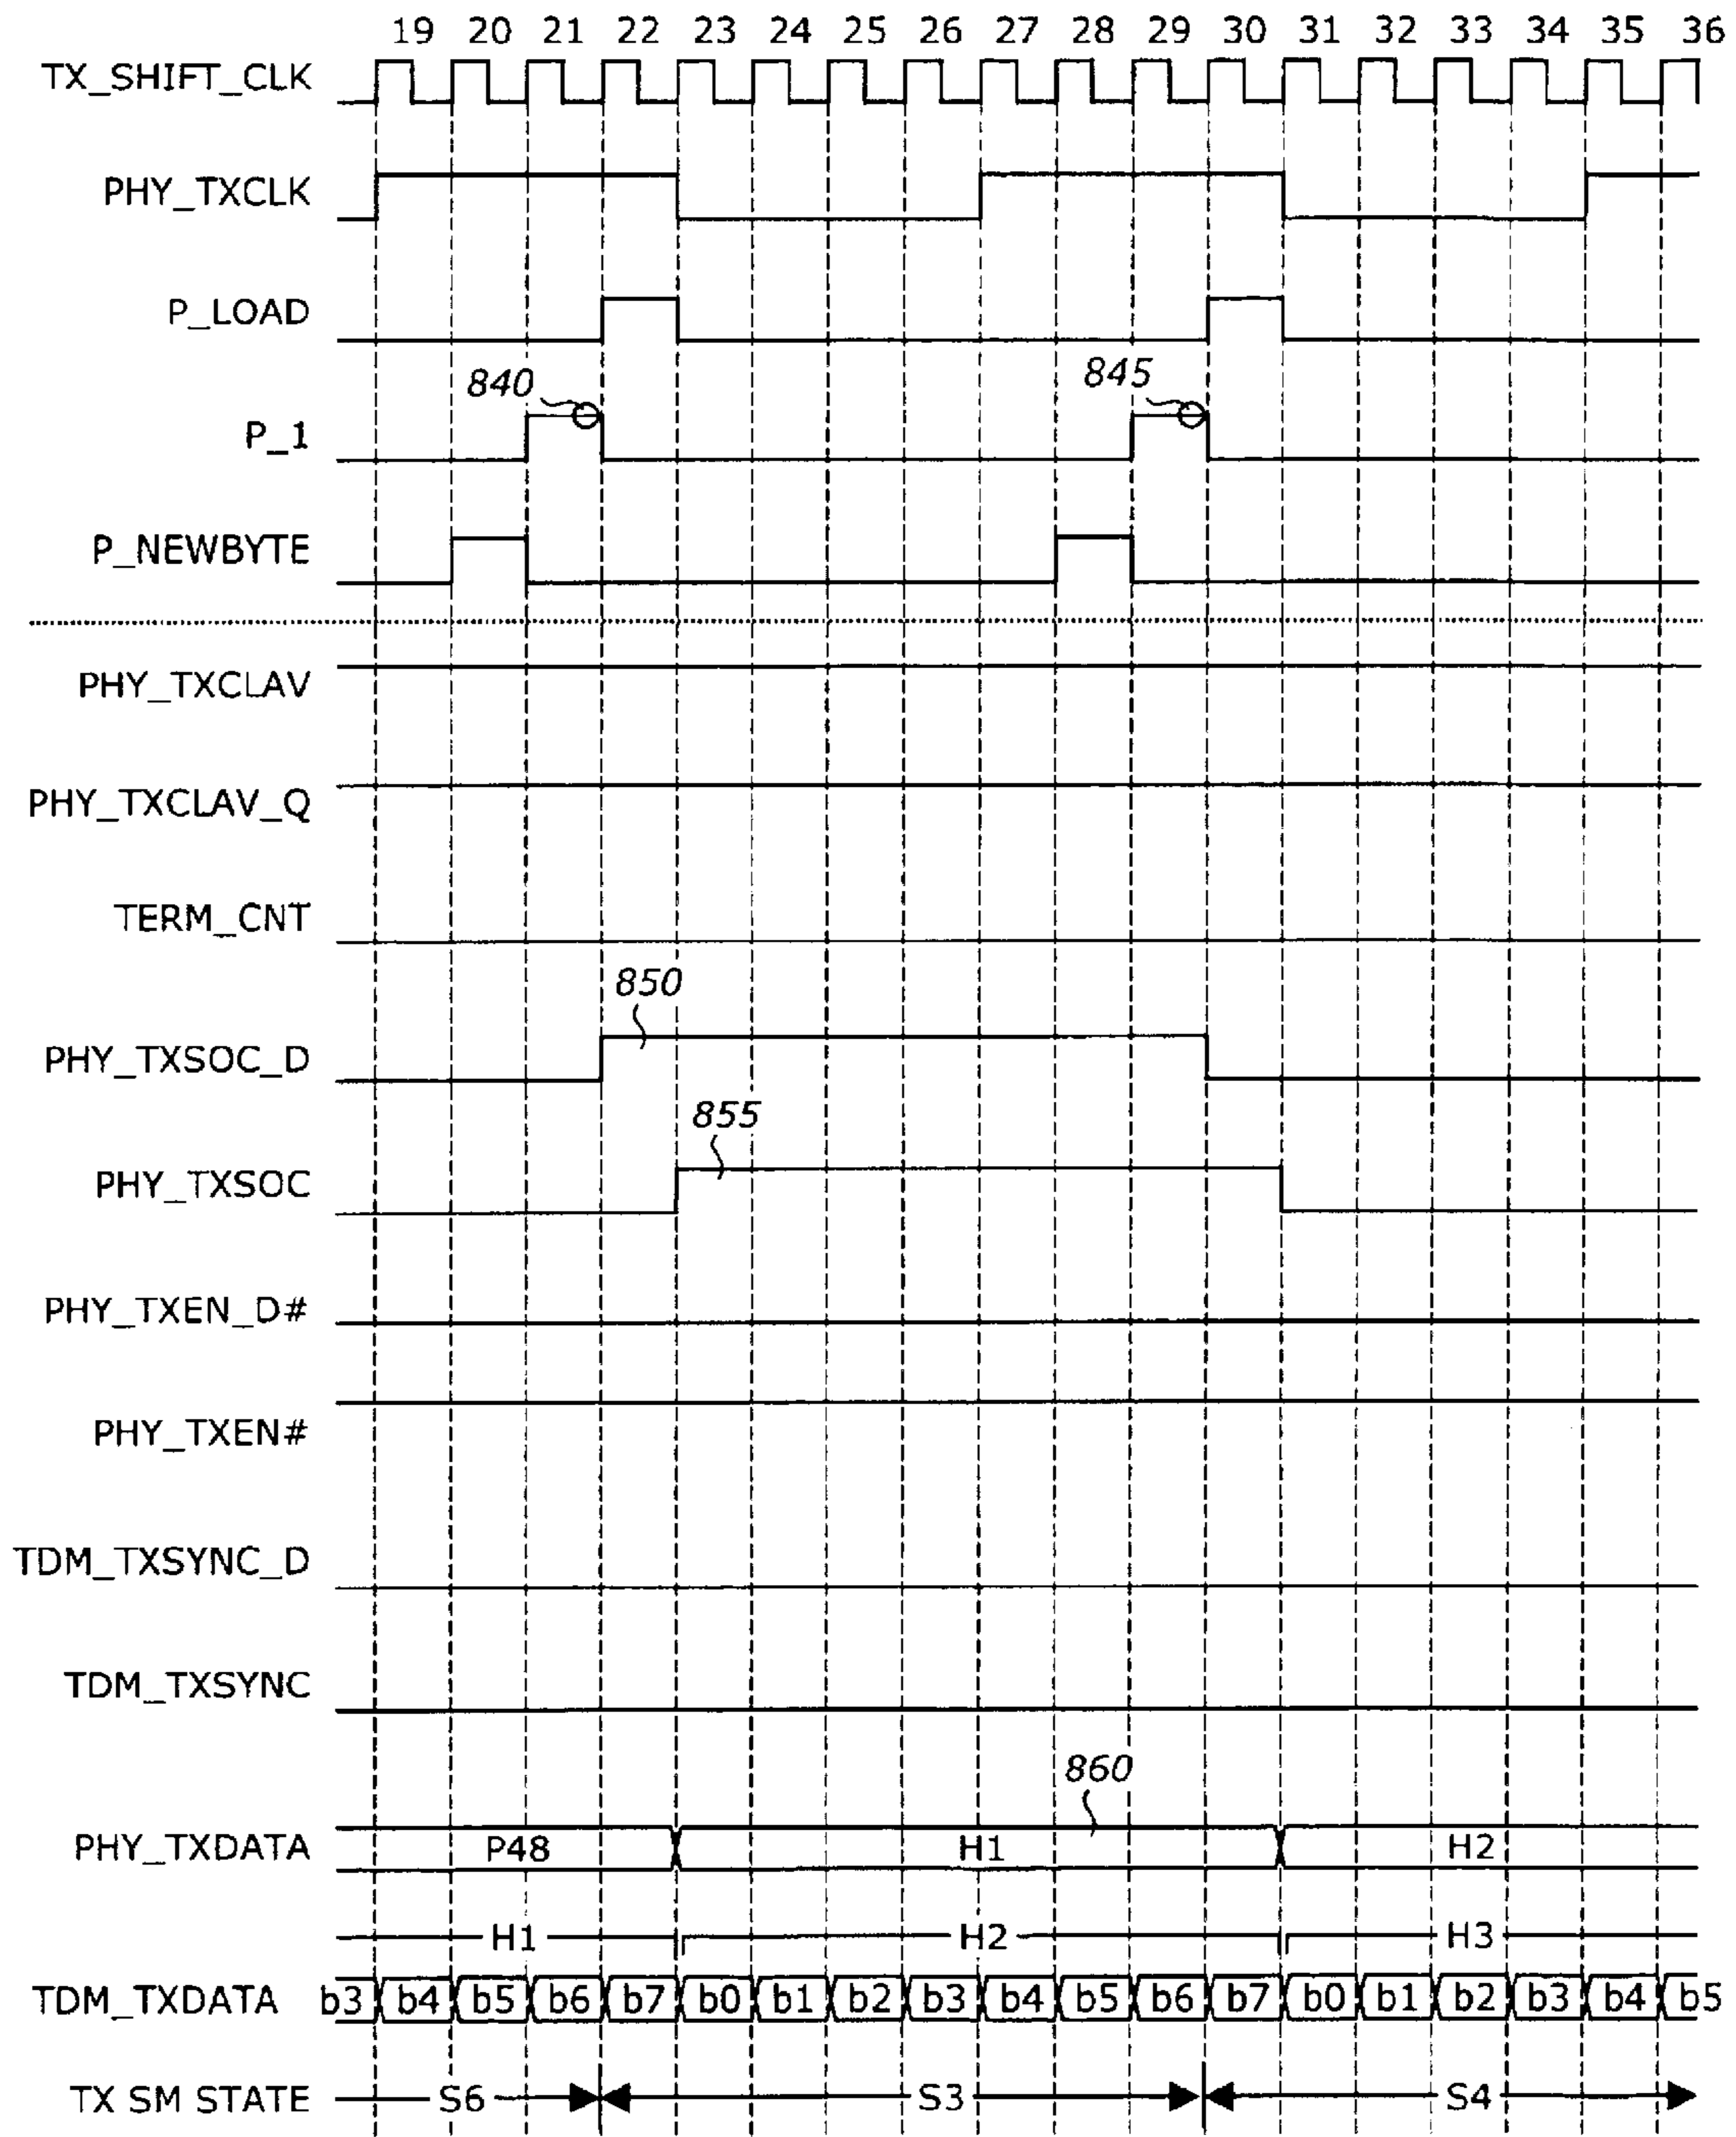 19 20 21 22 23 24 25 26 27 28 29 30 31 32 33 34 35 36
TX_SHIFT_CLK
PHY_TXCLK
P_LOAD
840 845
P_1
P_NEWBYTE
PHY_TXCLAV
PHY_TXCLAV_Q
TERM_CNT
850
PHY_TXSOC_D
855
PHY_TXSOC
PHY_TXEN_D#
PHY_TXEN#
TDM_TXSYNC_D
TDM_TXSYNC
860
PHY_TXDATA P48 H1 H2
H1 H2 H3
TDM_TXDATA b3 b4 b5 b6 b7 b0 b1 b2 b3 b4 b5 b6 b7 b0 b1 b2 b3 b4 b5
TX SM STATE S6 S3 S4